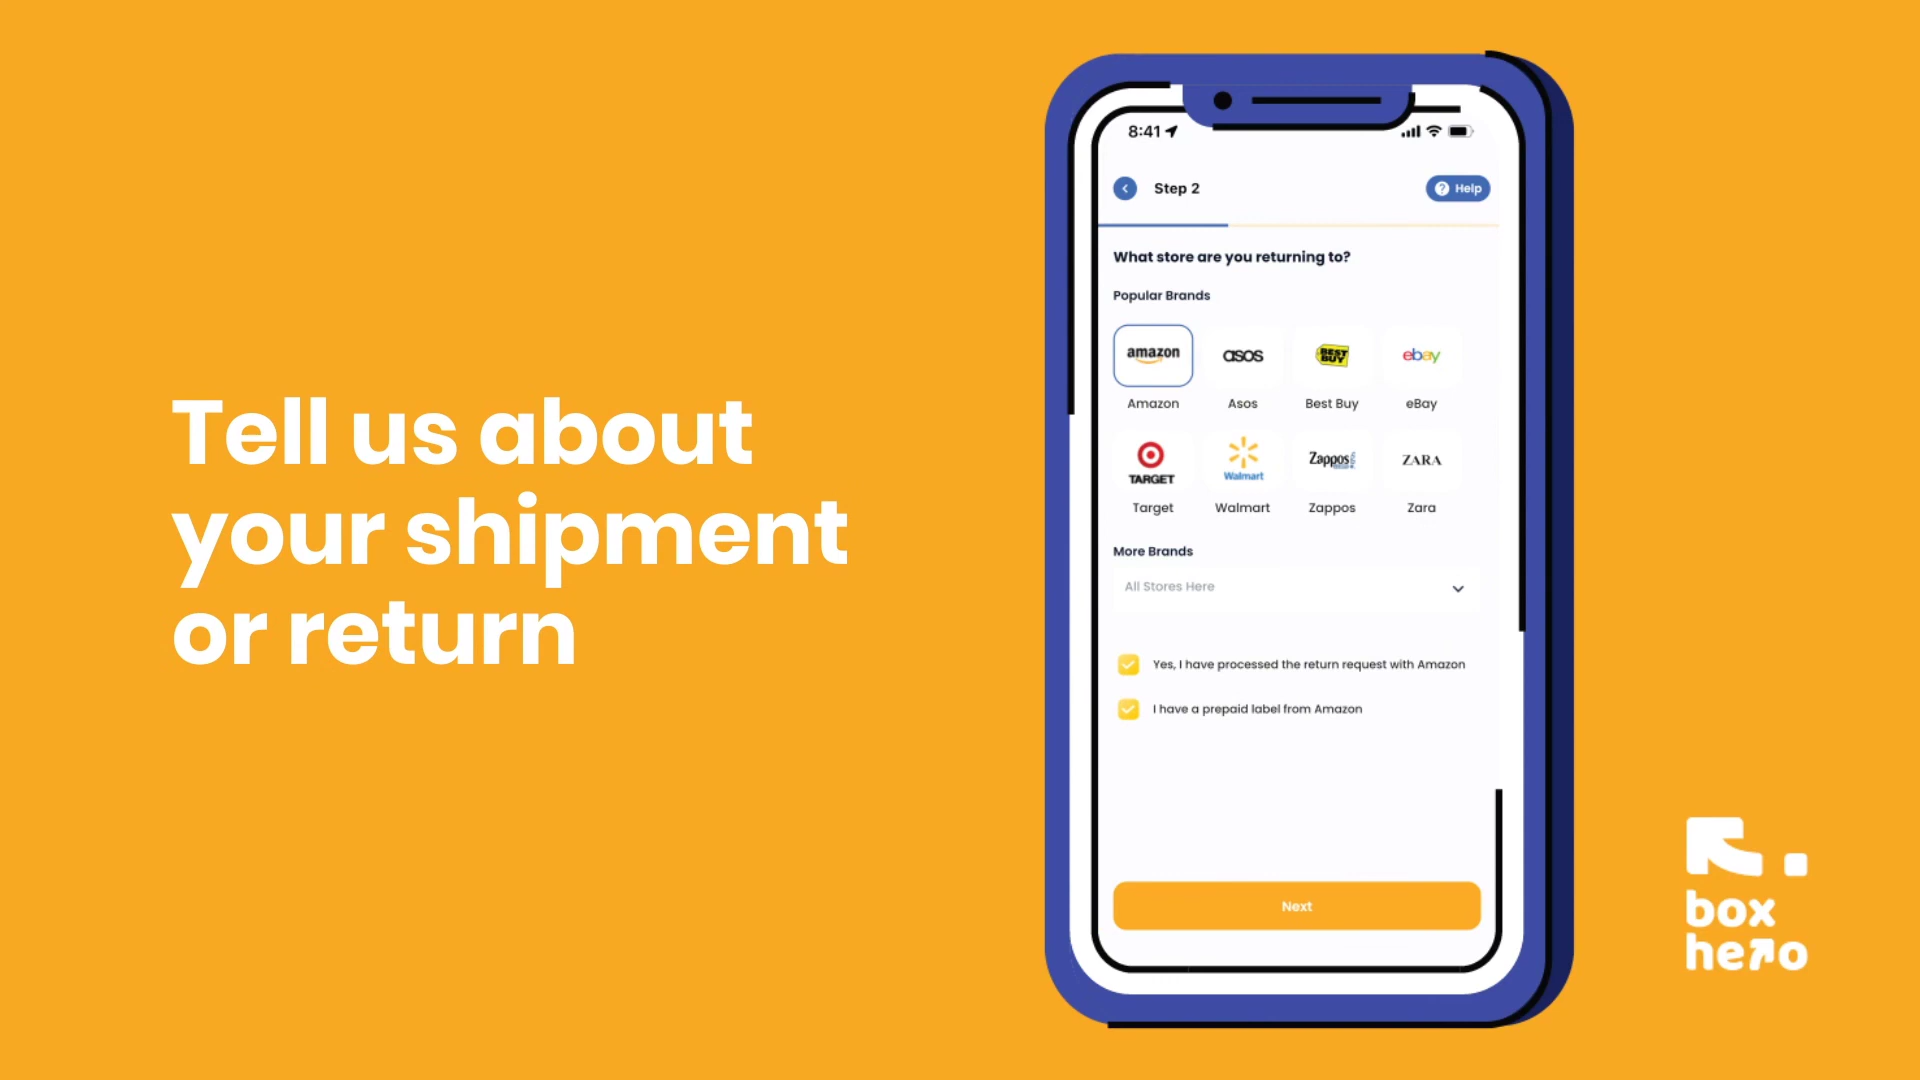 Tell us about
your shipment
or return
8:41
Step 2
Help
What store are you returning to?
Popular Brands
amazon
asos
BEST BUY
ebay
Amazon
Asos
Best Buy
eBay
TARGET
Walmart
Zappos
ZARA
Target
Walmart
Zappos
Zara
More Brands
All Stores Here
Yes, I have processed the return request with Amazon
I have a prepaid label from Amazon
Next
box
hero